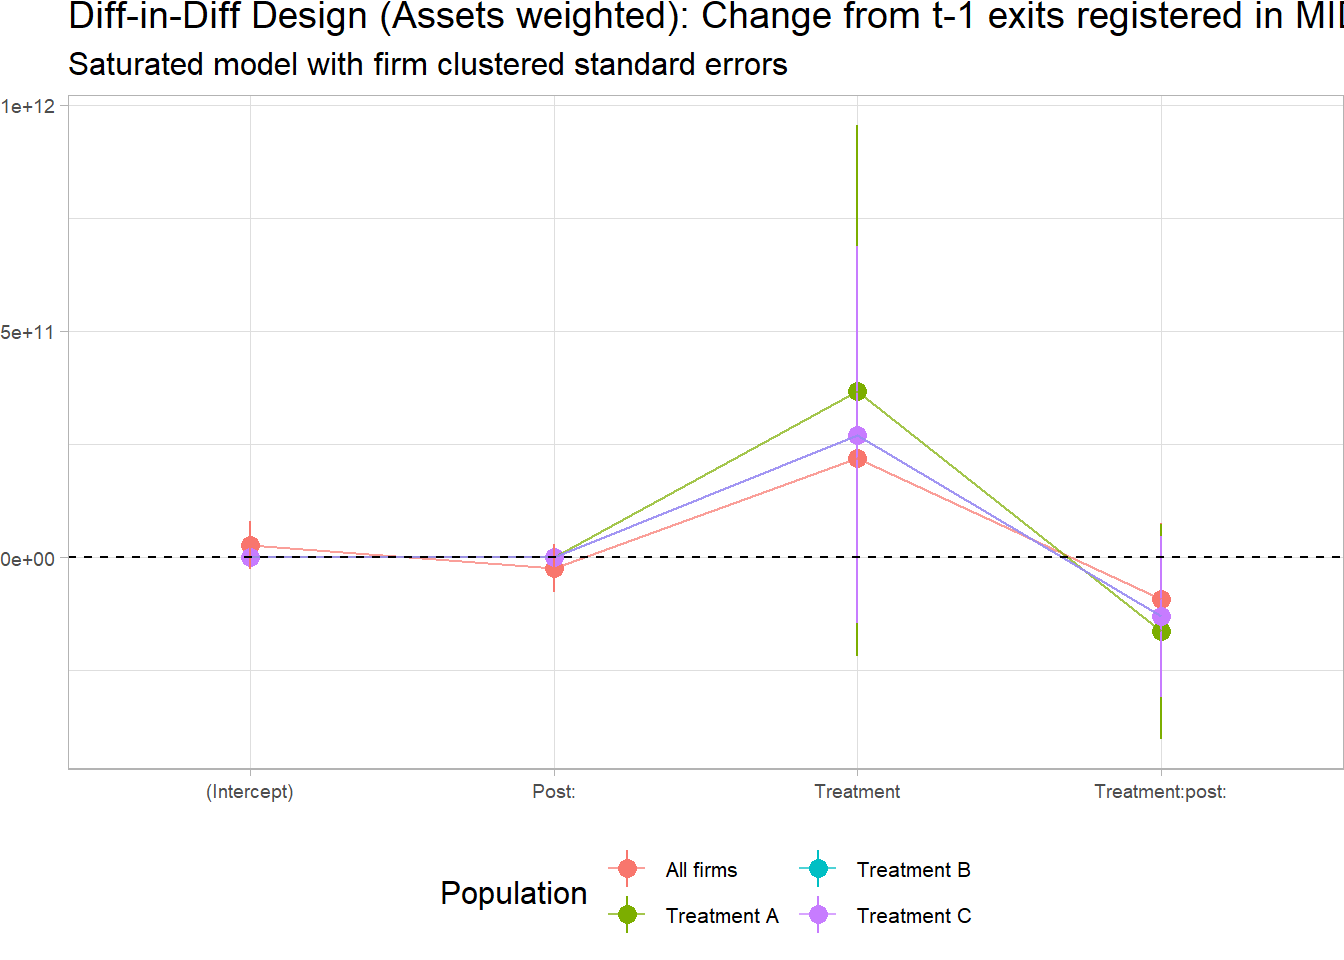 Diff-in-Diff Design (Assets weighted): Change from t-1 exits registered in
Saturated model with firm clustered standard errors
1e+12
5e+11
0e+00
(Intercept) Post: Treatment Treatment:post:
Population
All firms Treatment B
Treatment A Treatment C